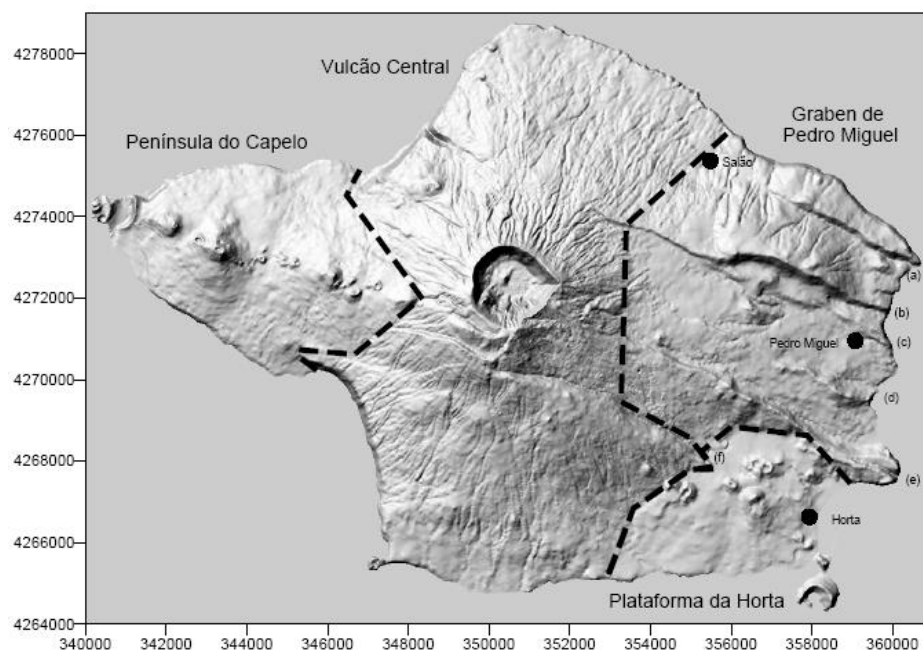 4278000
Vulcão Central
4276000
Graben de
Pedro Miguel
Península do Capelo
Salão
4274000
(a)
4272000
(b)
Pedro Miguel
(c)
4270000
(d)
4268000
(f)
(e)
4266000
Horta
Plataforma da Horta
4264000
340000 342000 344000 346000 348000 350000 352000 354000 356000 358000 360000